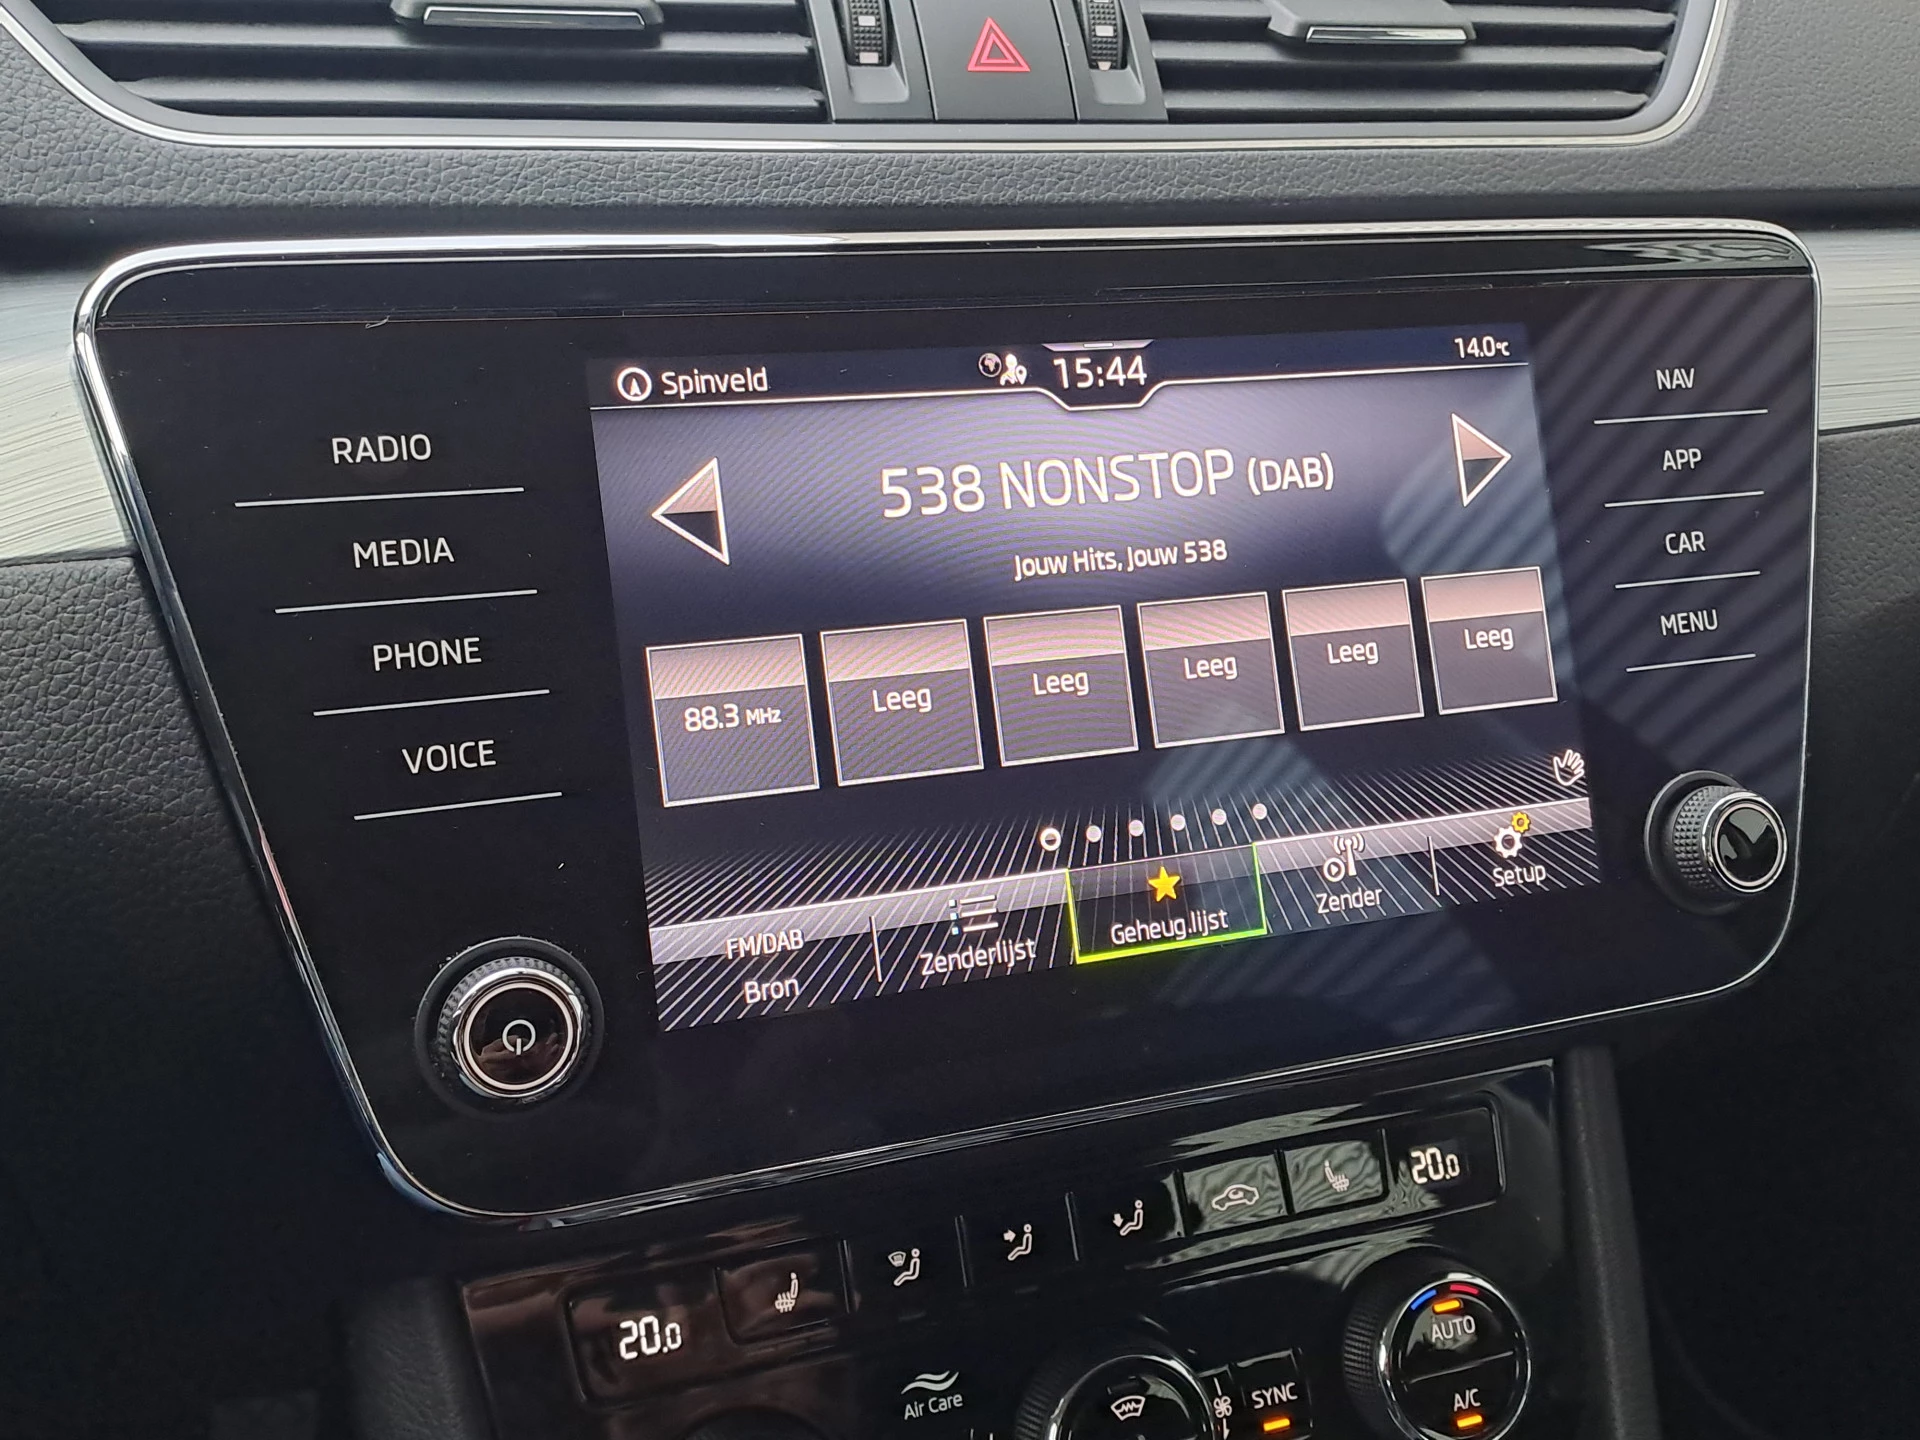 Spinveld
15:44
14.0°C
RADIO
MEDIA
PHONE
VOICE
538 NONSTOP (DAB)
Jouw Hits, Jouw 538
88.3 MHz
Leeg
Leeg
Leeg
Leeg
Leeg
FM/DAB
Bron
Zenderlijst
Geheug.lijst
Zender
Setup
NAV
APP
CAR
MENU
20.0
20.0
Air Care
SYNC
AUTO
A/C